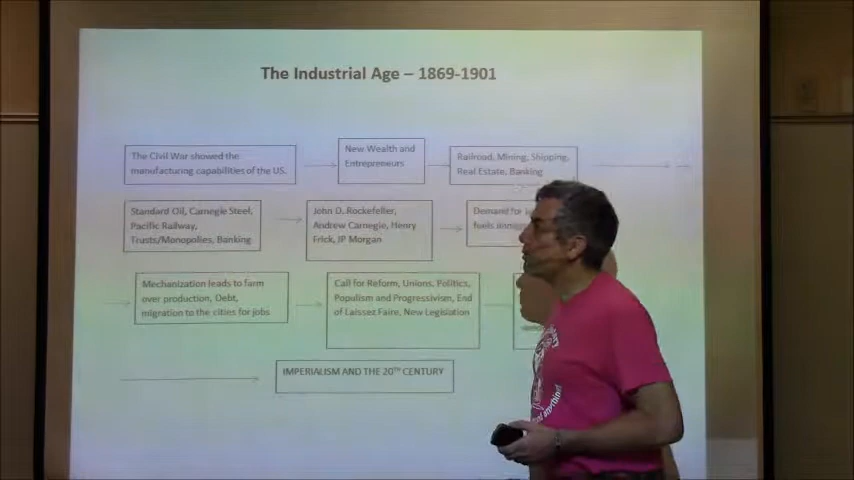 The Industrial Age – 1869-1901
The Civil War showed the
manufacturing capabilities of the US.
New Wealth and
Entrepreneurs
Railroad, Mining, Shipping,
Real Estate, Banking
Standard Oil, Carnegie Steel,
Pacific Railway,
Trusts/Monopolies, Banking
John D. Rockefeller,
Andrew Carnegie, Henry
Frick, JP Morgan
Demand for
fuels
Mechanization leads to farm
over production, Debt,
migration to the cities for jobs
Call for Reform, Unions, Politics,
Populism and Progressivism, End
of Laissez Faire, New Legislation
IMPERIALISM AND THE 20TH CENTURY